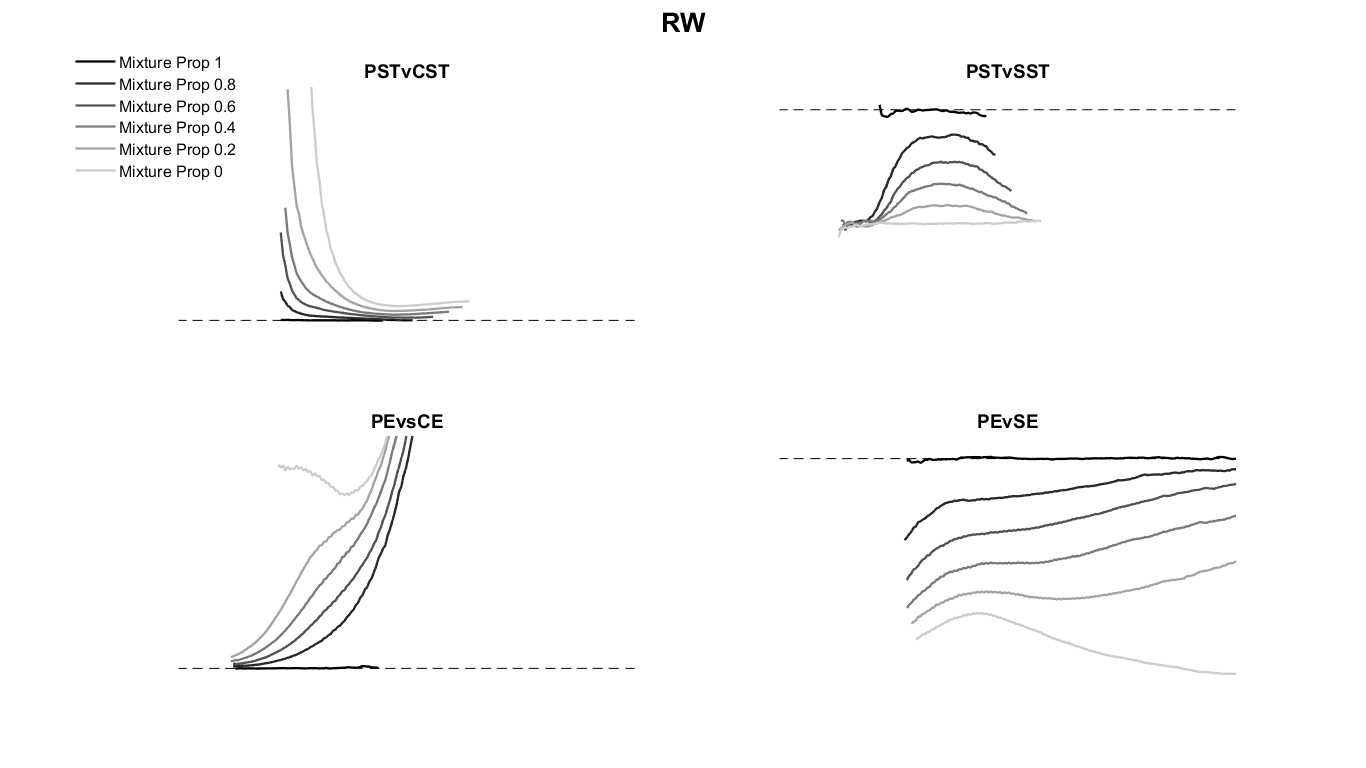 RW
Mixture Prop 1
Mixture Prop 0.8
Mixture Prop 0.6
Mixture Prop 0.4
Mixture Prop 0.2
Mixture Prop 0
PSTvCST
PSTvSST
PEvsCE
PEvSE